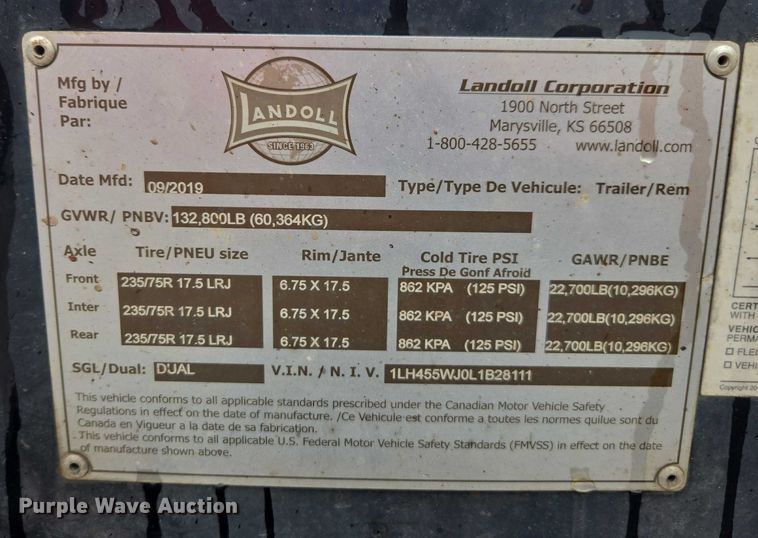 Mfg by /
Fabrique
Par:
LANDOLL
SINCE 1963
Landoll Corporation
1900 North Street
Marysville, KS 66508
1-800-428-5655 www.landoll.com
Date Mfd: 09/2019 Type/Type De Vehicule: Trailer/Rem
GVWR/ PNBV: 132,800LB (60,364KG)
Axle Tire/PNEU size Rim/Jante Cold Tire PSI GAWR/PNBE
Press De Gonf Afroid
Front 235/75R 17.5 LRJ 6.75 X 17.5 862 KPA (125 PSI) 22,700LB(10,296KG)
Inter 235/75R 17.5 LRJ 6.75 X 17.5 862 KPA (125 PSI) 22,700LB(10,296KG)
Rear 235/75R 17.5 LRJ 6.75 X 17.5 862 KPA (125 PSI) 22,700LB(10,296KG)
SGL/Dual: DUAL V.I.N. / N. I. V. 1LH455WJ0L1B28111
This vehicle conforms to all applicable standards prescribed under the Canadian Motor Vehicle Safety
Regulations in effect on the date of manufacture. /Ce Vehicule est conforme a toutes les normes quilue sont du
Canada en Vigueur a la date de sa fabrication.
This vehicle conforms to all applicable U.S. Federal Motor Vehicle Safety Standards (FMVSS) in effect on the date
of manufacture shown above.
CERT
WITH
VEHIC
PERMA
FLE
VEHI
Copyright 20
Purple Wave Auction